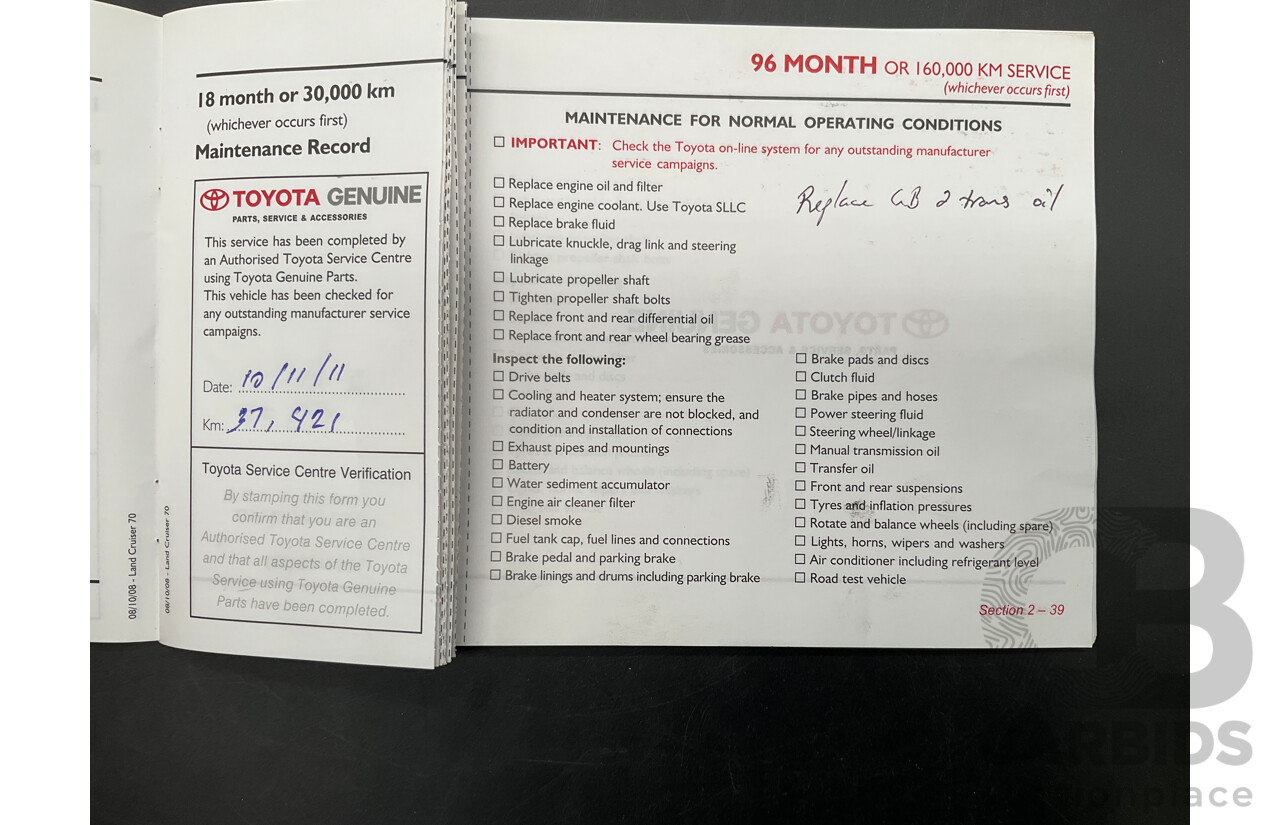 18 month or 30,000 km
(whichever occurs first)
Maintenance Record
TOYOTA GENUINE
PARTS, SERVICE & ACCESSORIES
This service has been completed by
an Authorised Toyota Service Centre
using Toyota Genuine Parts.
This vehicle has been checked for
any outstanding manufacturer service
campaigns.
Date: 10/11/11
Km: 37,421
Toyota Service Centre Verification
By stamping this form you
confirm that you are an
Authorised Toyota Service Centre
and that all aspects of the Toyota
Service using Toyota Genuine
Parts have been completed.
08/10/08 - Land Cruiser 70
08/10/08 - Land Cruiser 70
96 MONTH OR 160,000 KM SERVICE
(whichever occurs first)
MAINTENANCE FOR NORMAL OPERATING CONDITIONS
IMPORTANT: Check the Toyota on-line system for any outstanding manufacturer
service campaigns.
Replace engine oil and filter
Replace engine coolant. Use Toyota SLLC
Replace brake fluid
Lubricate knuckle, drag link and steering
linkage
Lubricate propeller shaft
Tighten propeller shaft bolts
Replace front and rear differential oil
Replace front and rear wheel bearing grease
Replace GB 2 trans oil
Inspect the following:
Drive belts
Cooling and heater system; ensure the
radiator and condenser are not blocked, and
condition and installation of connections
Exhaust pipes and mountings
Battery
Water sediment accumulator
Engine air cleaner filter
Diesel smoke
Fuel tank cap, fuel lines and connections
Brake pedal and parking brake
Brake linings and drums including parking brake
Brake pads and discs
Clutch fluid
Brake pipes and hoses
Power steering fluid
Steering wheel/linkage
Manual transmission oil
Transfer oil
Front and rear suspensions
Tyres and inflation pressures
Rotate and balance wheels (including spare)
Lights, horns, wipers and washers
Air conditioner including refrigerant level
Road test vehicle
Section 2 – 39